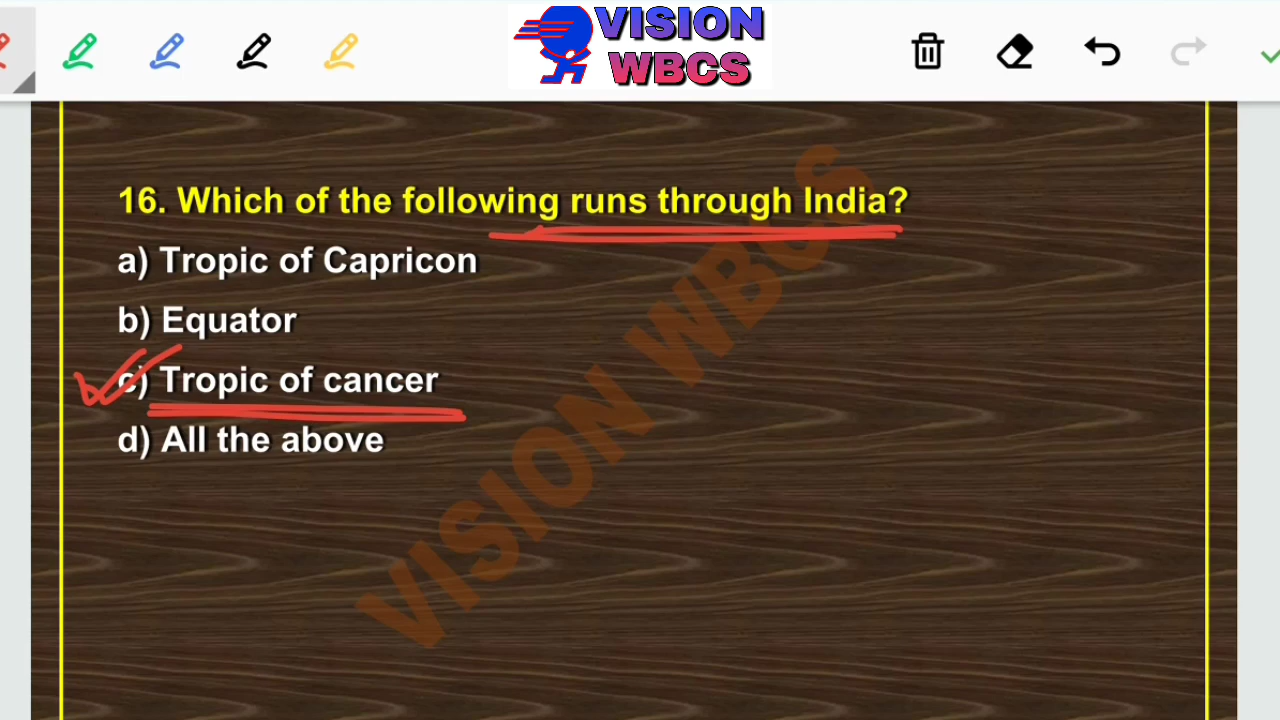 VISION
WBCS
16. Which of the following runs through India?
a) Tropic of Capricon
b) Equator
c) Tropic of cancer
d) All the above
VISION WBCS